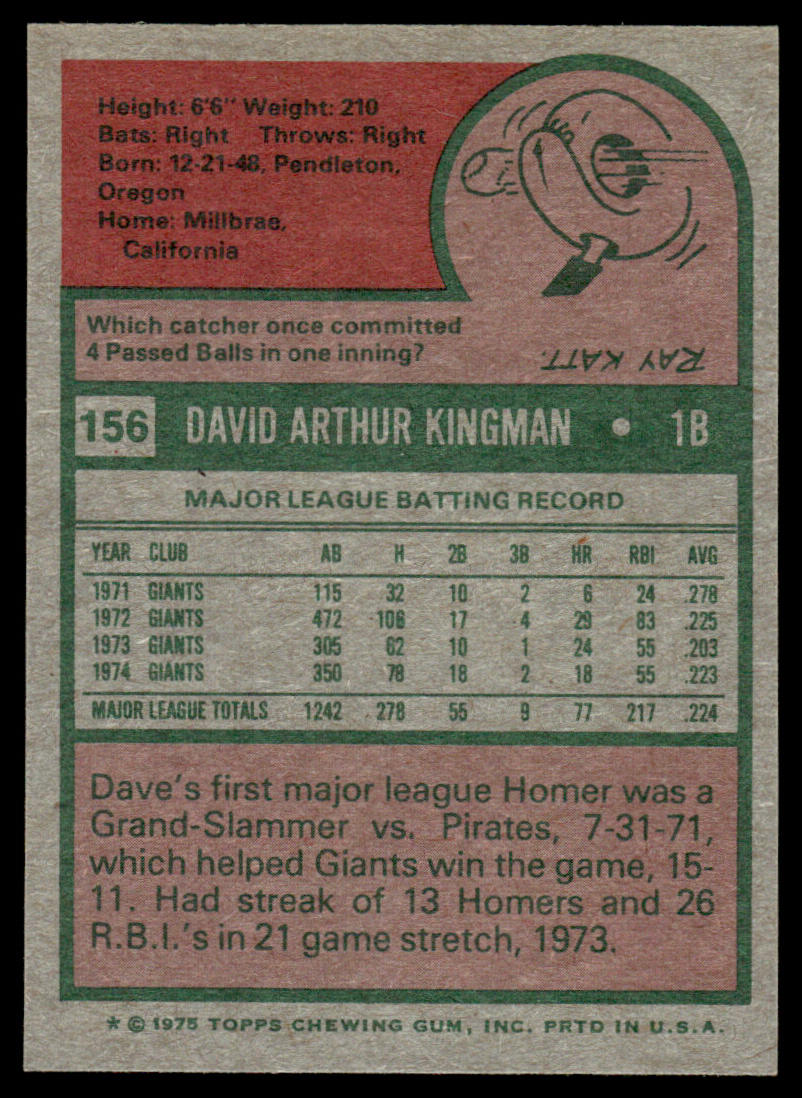 Height: 6'6" Weight: 210
Bats: Right Throws: Right
Born: 12-21-48, Pendleton,
Oregon
Home: Millbrae,
California
Which catcher once committed
4 Passed Balls in one inning?
RAY KATT.
156 DAVID ARTHUR KINGMAN • 1B
MAJOR LEAGUE BATTING RECORD
YEAR CLUB AB H 2B 3B HR RBI AVG
1971 GIANTS 115 32 10 2 6 24 .278
1972 GIANTS 472 106 17 4 29 83 .225
1973 GIANTS 305 62 10 1 24 55 .203
1974 GIANTS 350 78 18 2 18 55 .223
MAJOR LEAGUE TOTALS 1242 278 55 9 77 217 .224
Dave's first major league Homer was a
Grand-Slammer vs. Pirates, 7-31-71,
which helped Giants win the game, 15-
11. Had streak of 13 Homers and 26
R.B.I.'s in 21 game stretch, 1973.
* © 1975 TOPPS CHEWING GUM, INC. PRTD IN U.S.A.